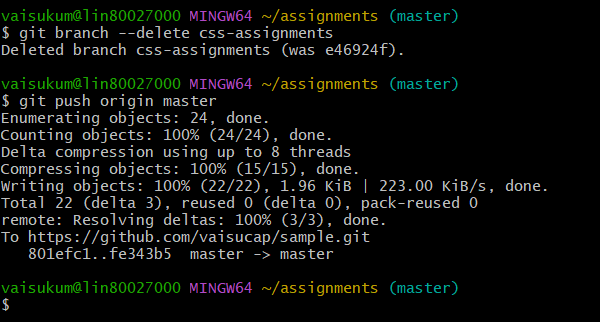 vaisukum@lin80027000 MINGW64 ~/assignments (master)
$ git branch --delete css-assignments
Deleted branch css-assignments (was e46924f).
vaisukum@lin80027000 MINGW64 ~/assignments (master)
$ git push origin master
Enumerating objects: 24, done.
Counting objects: 100% (24/24), done.
Delta compression using up to 8 threads
Compressing objects: 100% (15/15), done.
Writing objects: 100% (22/22), 1.96 KiB | 223.00 KiB/s, done.
Total 22 (delta 3), reused 0 (delta 0), pack-reused 0
remote: Resolving deltas: 100% (3/3), done.
To https://github.com/vaisucap/sample.git
   801efc1..fe343b5  master -> master
vaisukum@lin80027000 MINGW64 ~/assignments (master)
$